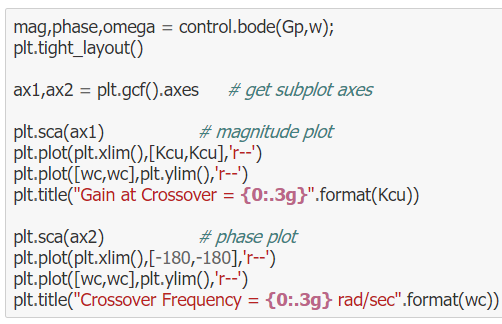 mag,phase,omega = control.bode(Gp,w);
plt.tight_layout()
ax1,ax2 = plt.gcf().axes # get subplot axes
plt.sca(ax1) # magnitude plot
plt.plot(plt.xlim(),[Kcu,Kcu],'r--')
plt.plot([wc,wc],plt.ylim(),'r--')
plt.title("Gain at Crossover = {0:.3g}".format(Kcu))
plt.sca(ax2) # phase plot
plt.plot(plt.xlim(),[-180,-180],'r--')
plt.plot([wc,wc],plt.ylim(),'r--')
plt.title("Crossover Frequency = {0:.3g} rad/sec".format(wc))